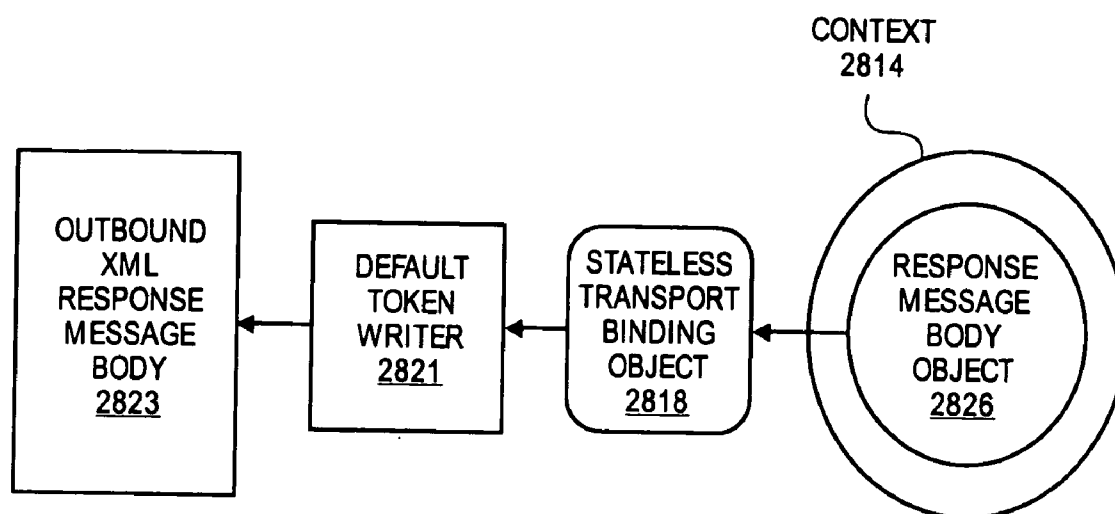 CONTEXT
2814
OUTBOUND
XML
RESPONSE
MESSAGE
BODY
2823
DEFAULT
TOKEN
WRITER
2821
STATELESS
TRANSPORT
BINDING
OBJECT
2818
RESPONSE
MESSAGE
BODY
OBJECT
2826